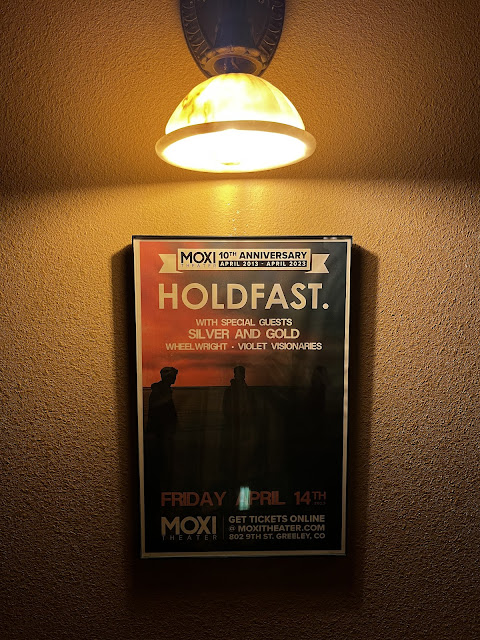 MOXI THEATER 10TH ANNIVERSARY
APRIL 2013 - APRIL 2023
HOLDFAST.
WITH SPECIAL GUESTS
SILVER AND GOLD
WHEELWRIGHT - VIOLET VISIONARIES
FRIDAY APRIL 14TH
MOXI
THEATER
GET TICKETS ONLINE
@ MOXITHEATER.COM
802 9TH ST. GREELEY, CO